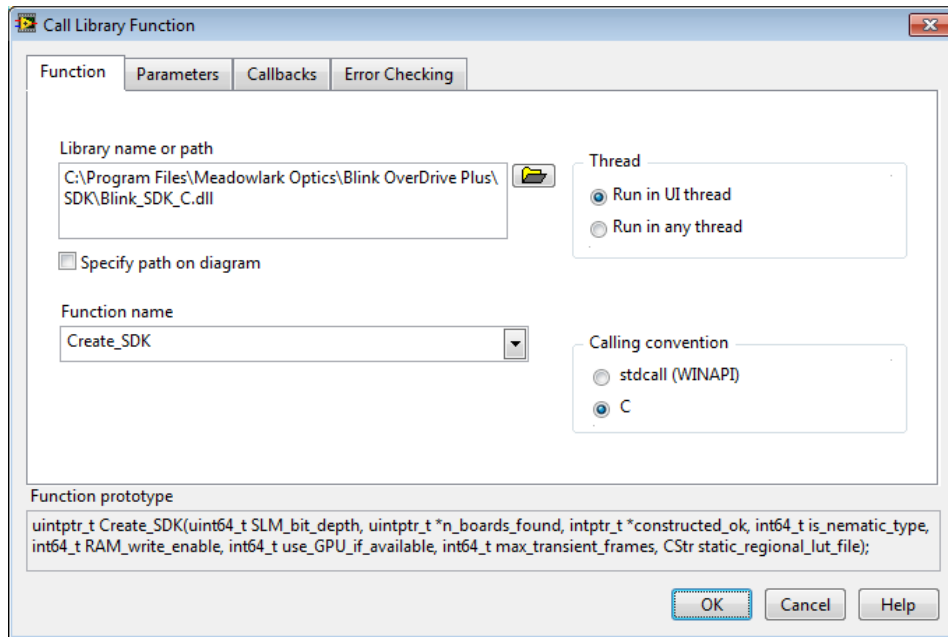 Call Library Function
Function
Parameters
Callbacks
Error Checking
Library name or path
C:\Program Files\Meadowlark Optics\Blink OverDrive Plus\
SDK\Blink_SDK_C.dll
Specify path on diagram
Function name
Create_SDK
Thread
Run in UI thread
Run in any thread
Calling convention
stdcall (WINAPI)
C
Function prototype
uintptr_t Create_SDK(uint64_t SLM_bit_depth, uintptr_t *n_boards_found, intptr_t *constructed_ok, int64_t is_nematic_type,
int64_t RAM_write_enable, int64_t use_GPU_if_available, int64_t max_transient_frames, CStr static_regional_lut_file);
OK
Cancel
Help